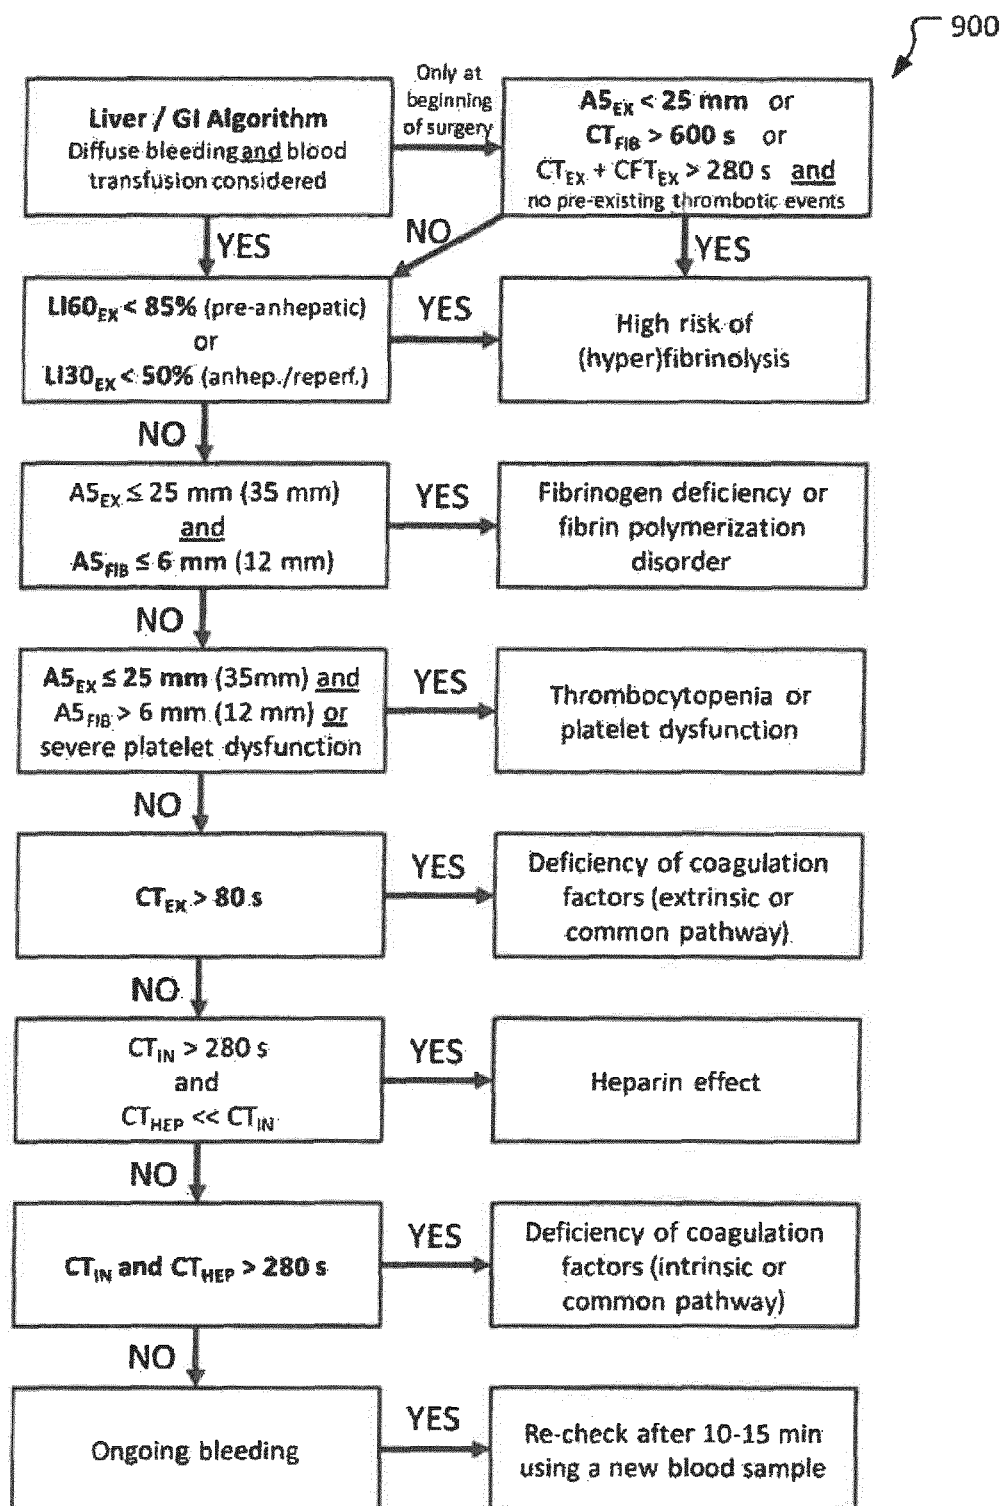 900
Liver / GI Algorithm
Diffuse bleeding and blood
transfusion considered
Only at
beginning
of surgery
A5EX < 25 mm or
CTFIB > 600 s or
CTEX + CFTEX > 280 s and
no pre-existing thrombotic events
YES
NO
YES
LI60EX < 85% (pre-anhepatic)
or
LI30EX < 50% (anhep./reperf.)
YES
High risk of
(hyper)fibrinolysis
NO
A5EX ≤ 25 mm (35 mm)
and
A5FIB ≤ 6 mm (12 mm)
YES
Fibrinogen deficiency or
fibrin polymerization
disorder
NO
A5EX ≤ 25 mm (35mm) and
A5FIB > 6 mm (12 mm) or
severe platelet dysfunction
YES
Thrombocytopenia or
platelet dysfunction
NO
CTEX > 80 s
YES
Deficiency of coagulation
factors (extrinsic or
common pathway)
NO
CTIN > 280 s
and
CTHEP << CTIN
YES
Heparin effect
NO
CTIN and CTHEP > 280 s
YES
Deficiency of coagulation
factors (intrinsic or
common pathway)
NO
Ongoing bleeding
YES
Re-check after 10-15 min
using a new blood sample